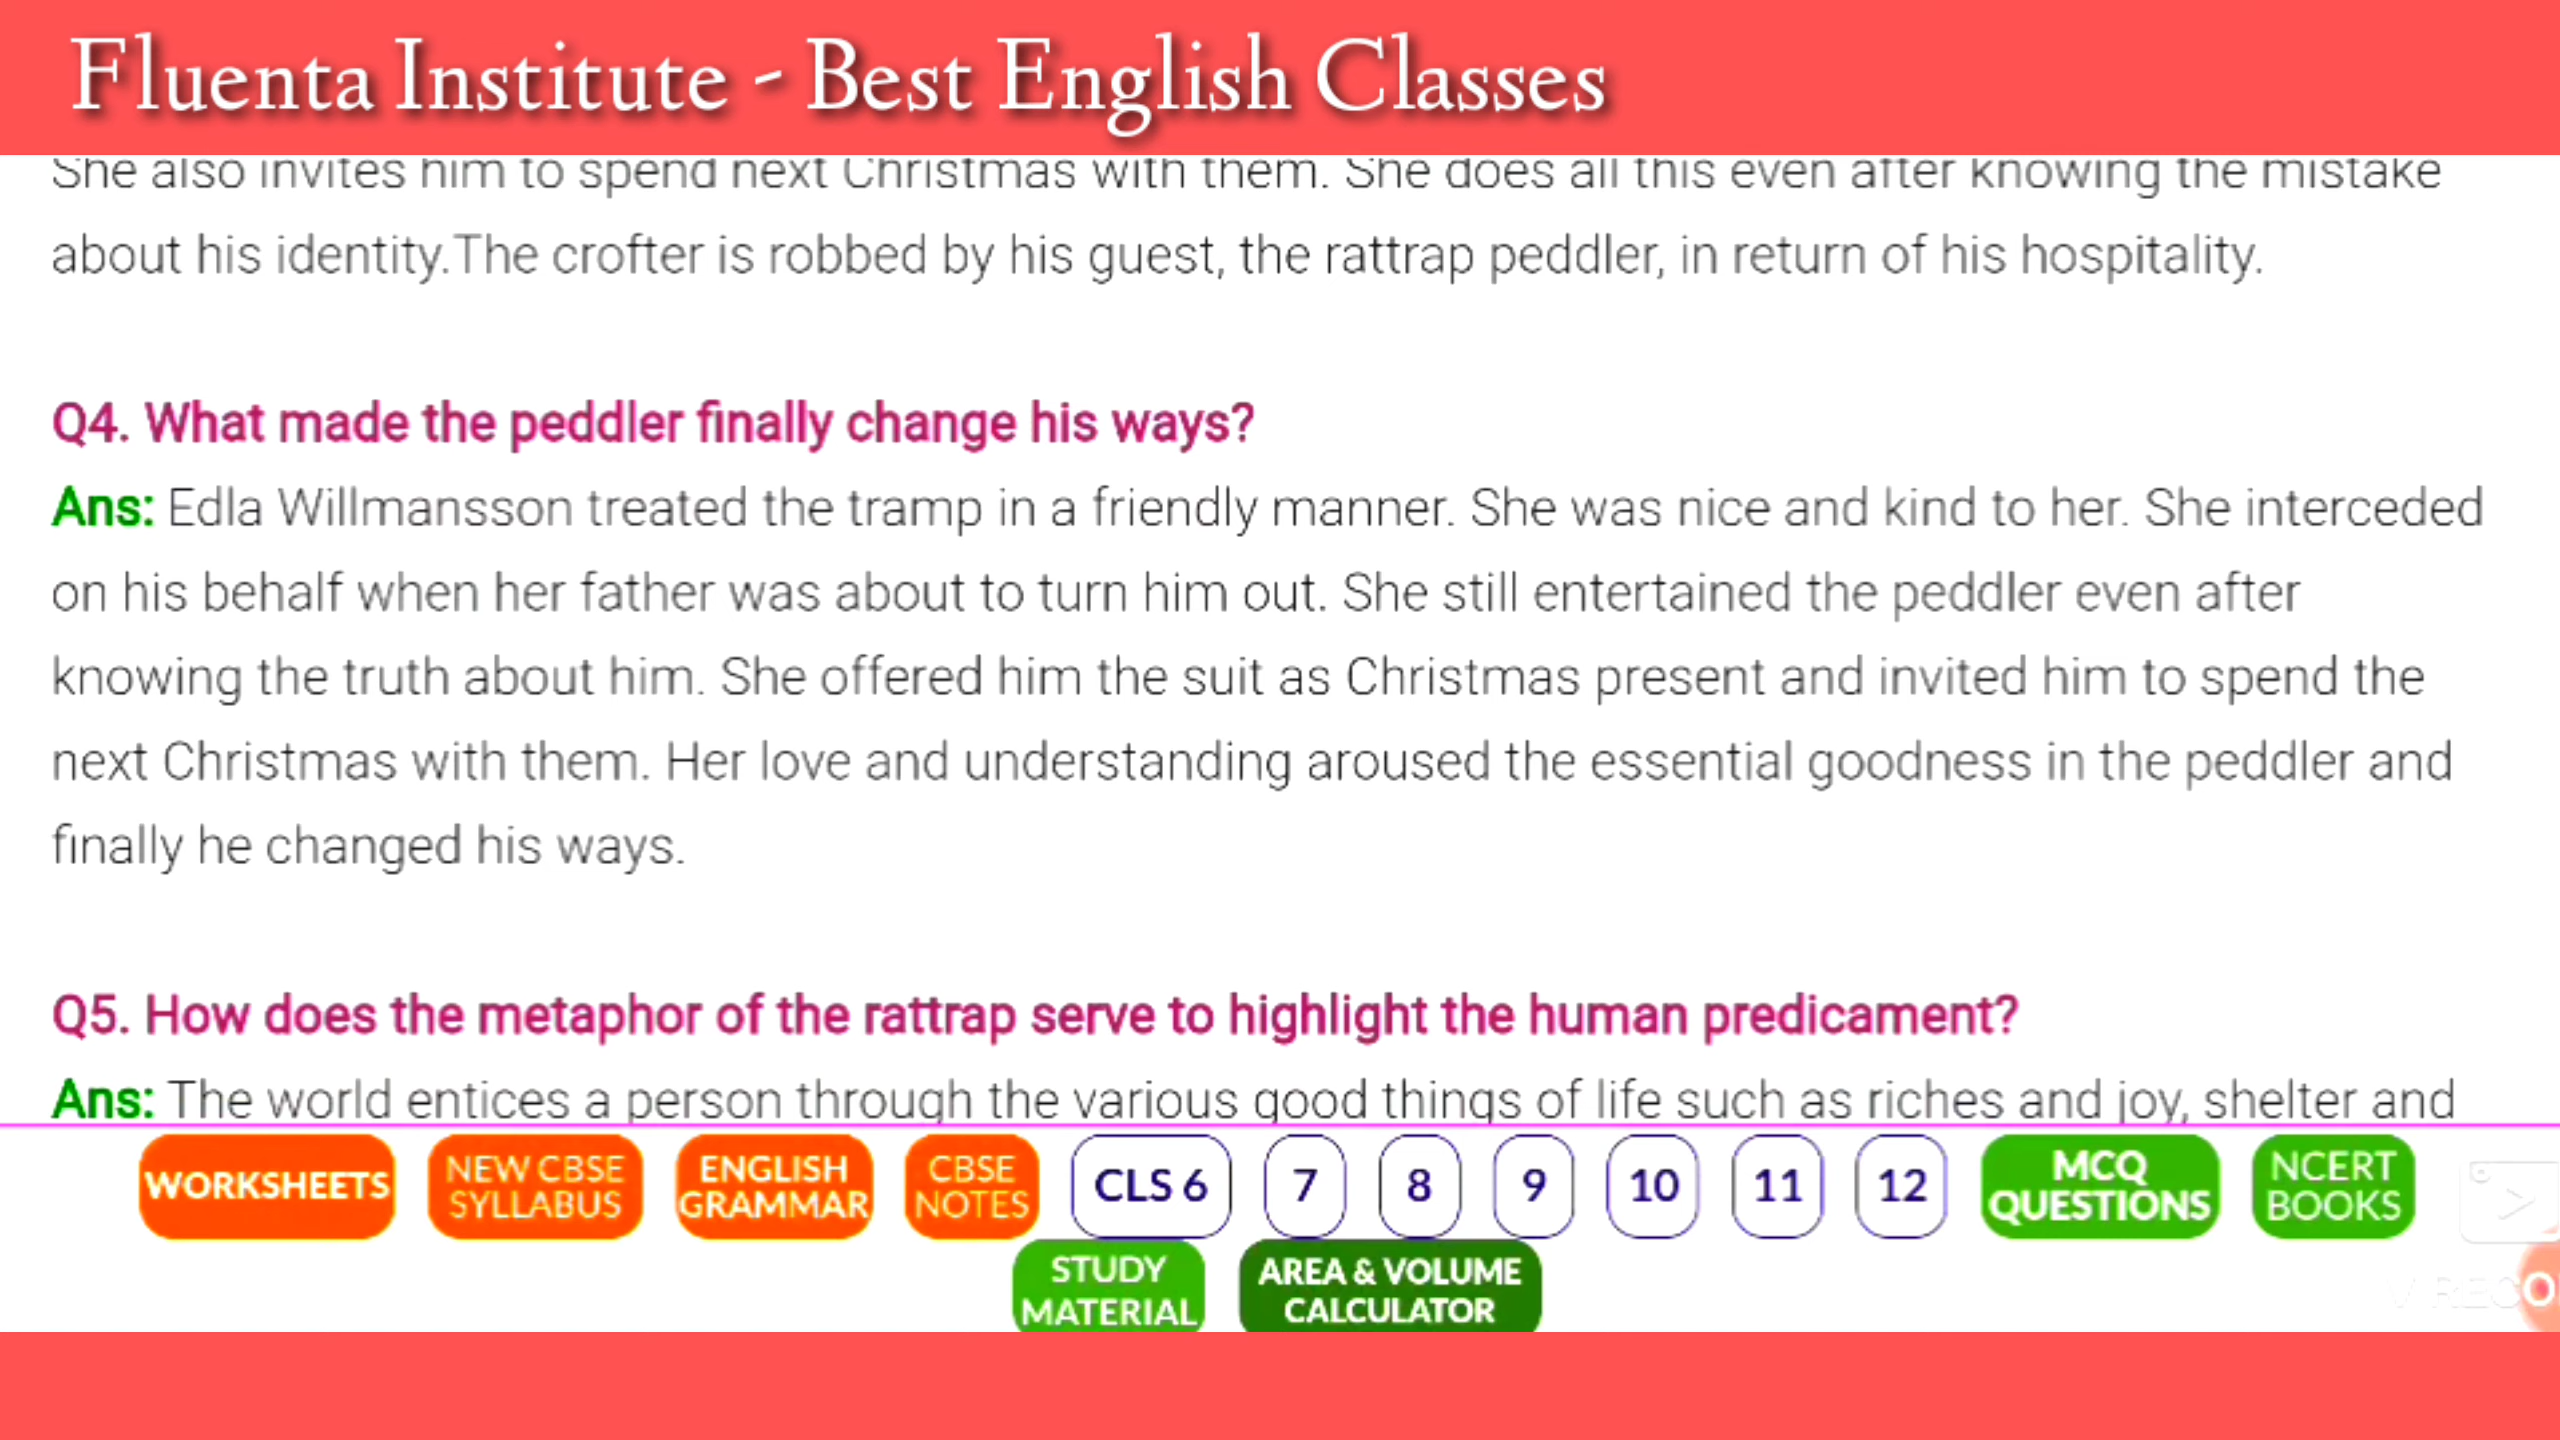 Fluenta Institute - Best English Classes
She also invites him to spend next Christmas with them. She does all this even after knowing the mistake
about his identity.The crofter is robbed by his guest, the rattrap peddler, in return of his hospitality.
Q4. What made the peddler finally change his ways?
Ans: Edla Willmansson treated the tramp in a friendly manner. She was nice and kind to her. She interceded
on his behalf when her father was about to turn him out. She still entertained the peddler even after
knowing the truth about him. She offered him the suit as Christmas present and invited him to spend the
next Christmas with them. Her love and understanding aroused the essential goodness in the peddler and
finally he changed his ways.
Q5. How does the metaphor of the rattrap serve to highlight the human predicament?
Ans: The world entices a person through the various good things of life such as riches and joy, shelter and
WORKSHEETS
NEW CBSE
SYLLABUS
ENGLISH
GRAMMAR
CBSE
NOTES
CLS 6
7
8
9
10
11
12
MCQ
QUESTIONS
NCERT
BOOKS
STUDY
MATERIAL
AREA & VOLUME
CALCULATOR